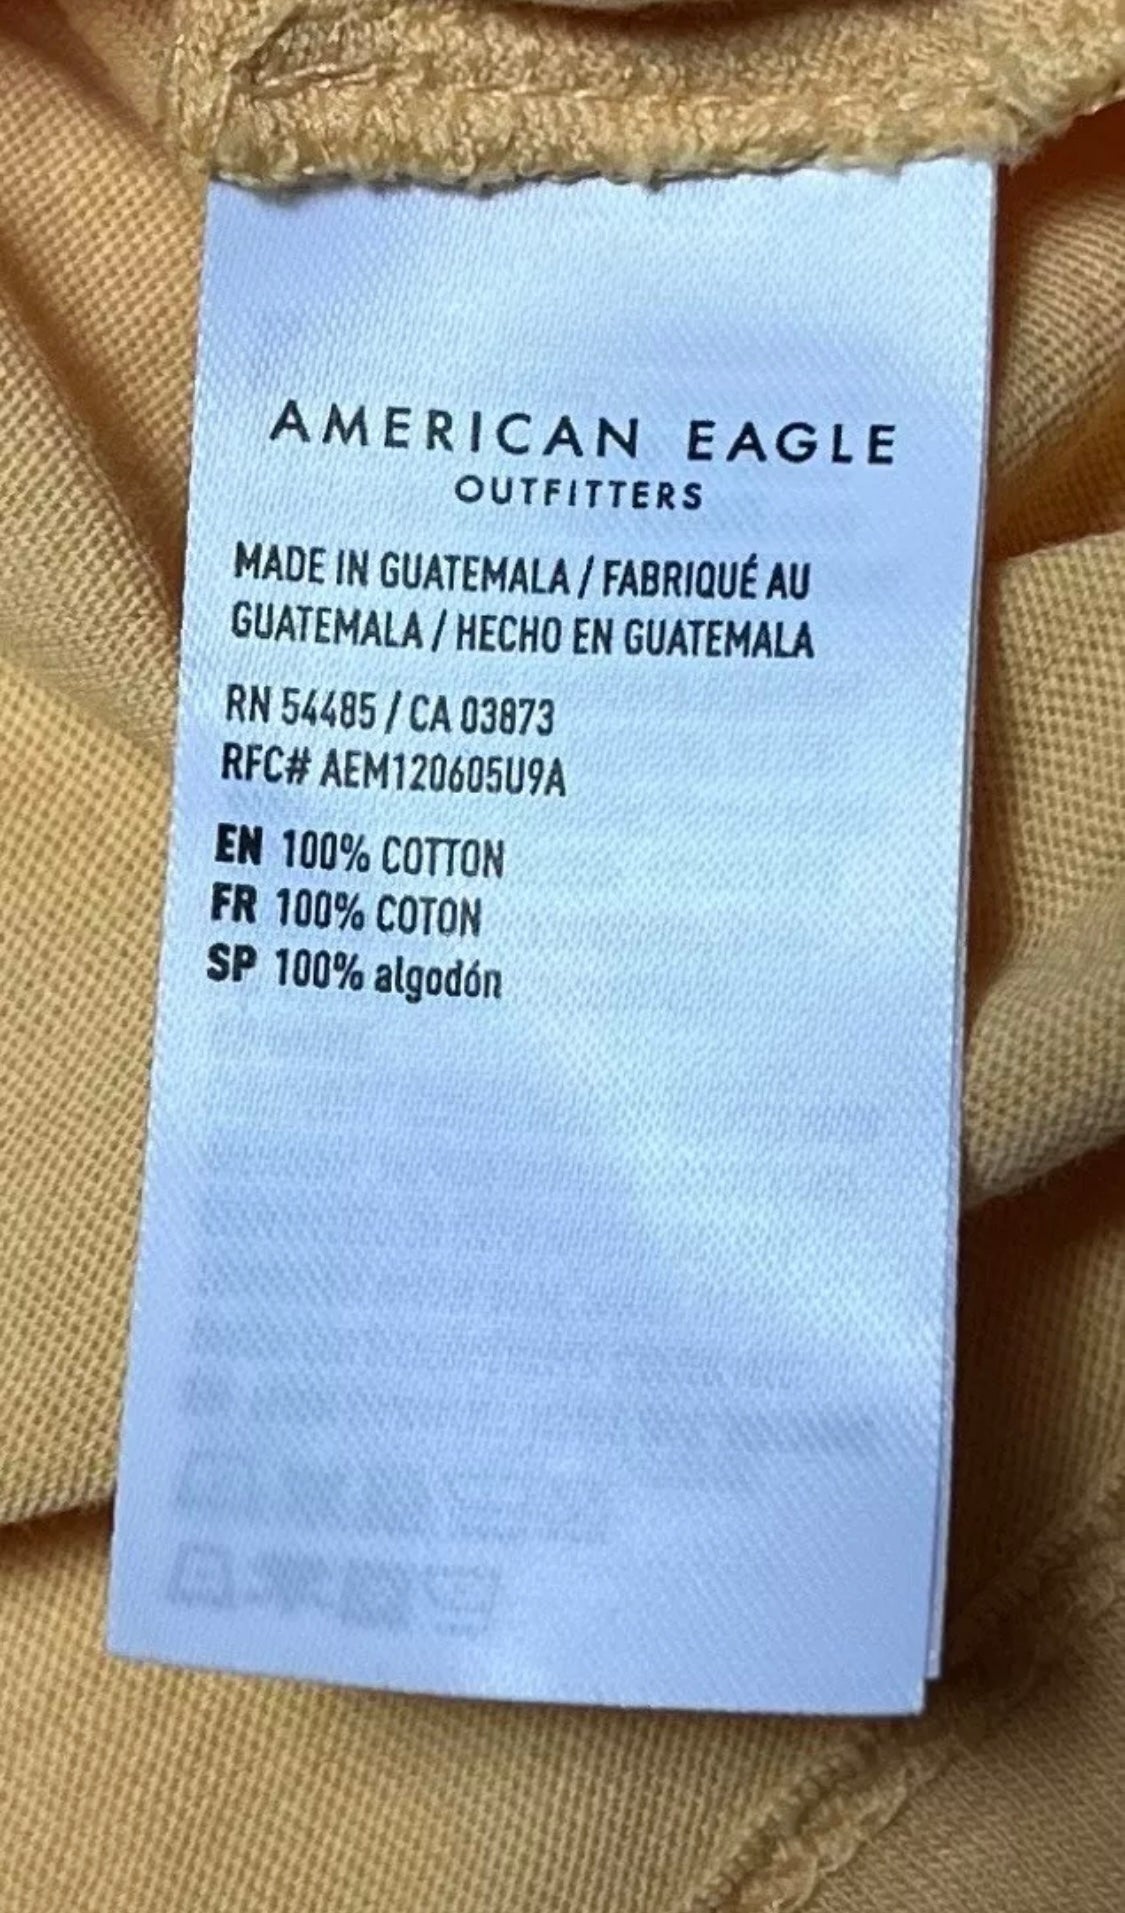 AMERICAN EAGLE
OUTFITTERS
MADE IN GUATEMALA / FABRIQUÉ AU
GUATEMALA / HECHO EN GUATEMALA
RN 54485 / CA 03873
RFC# AEM120605U9A
EN 100% COTTON
FR 100% COTON
SP 100% algodón